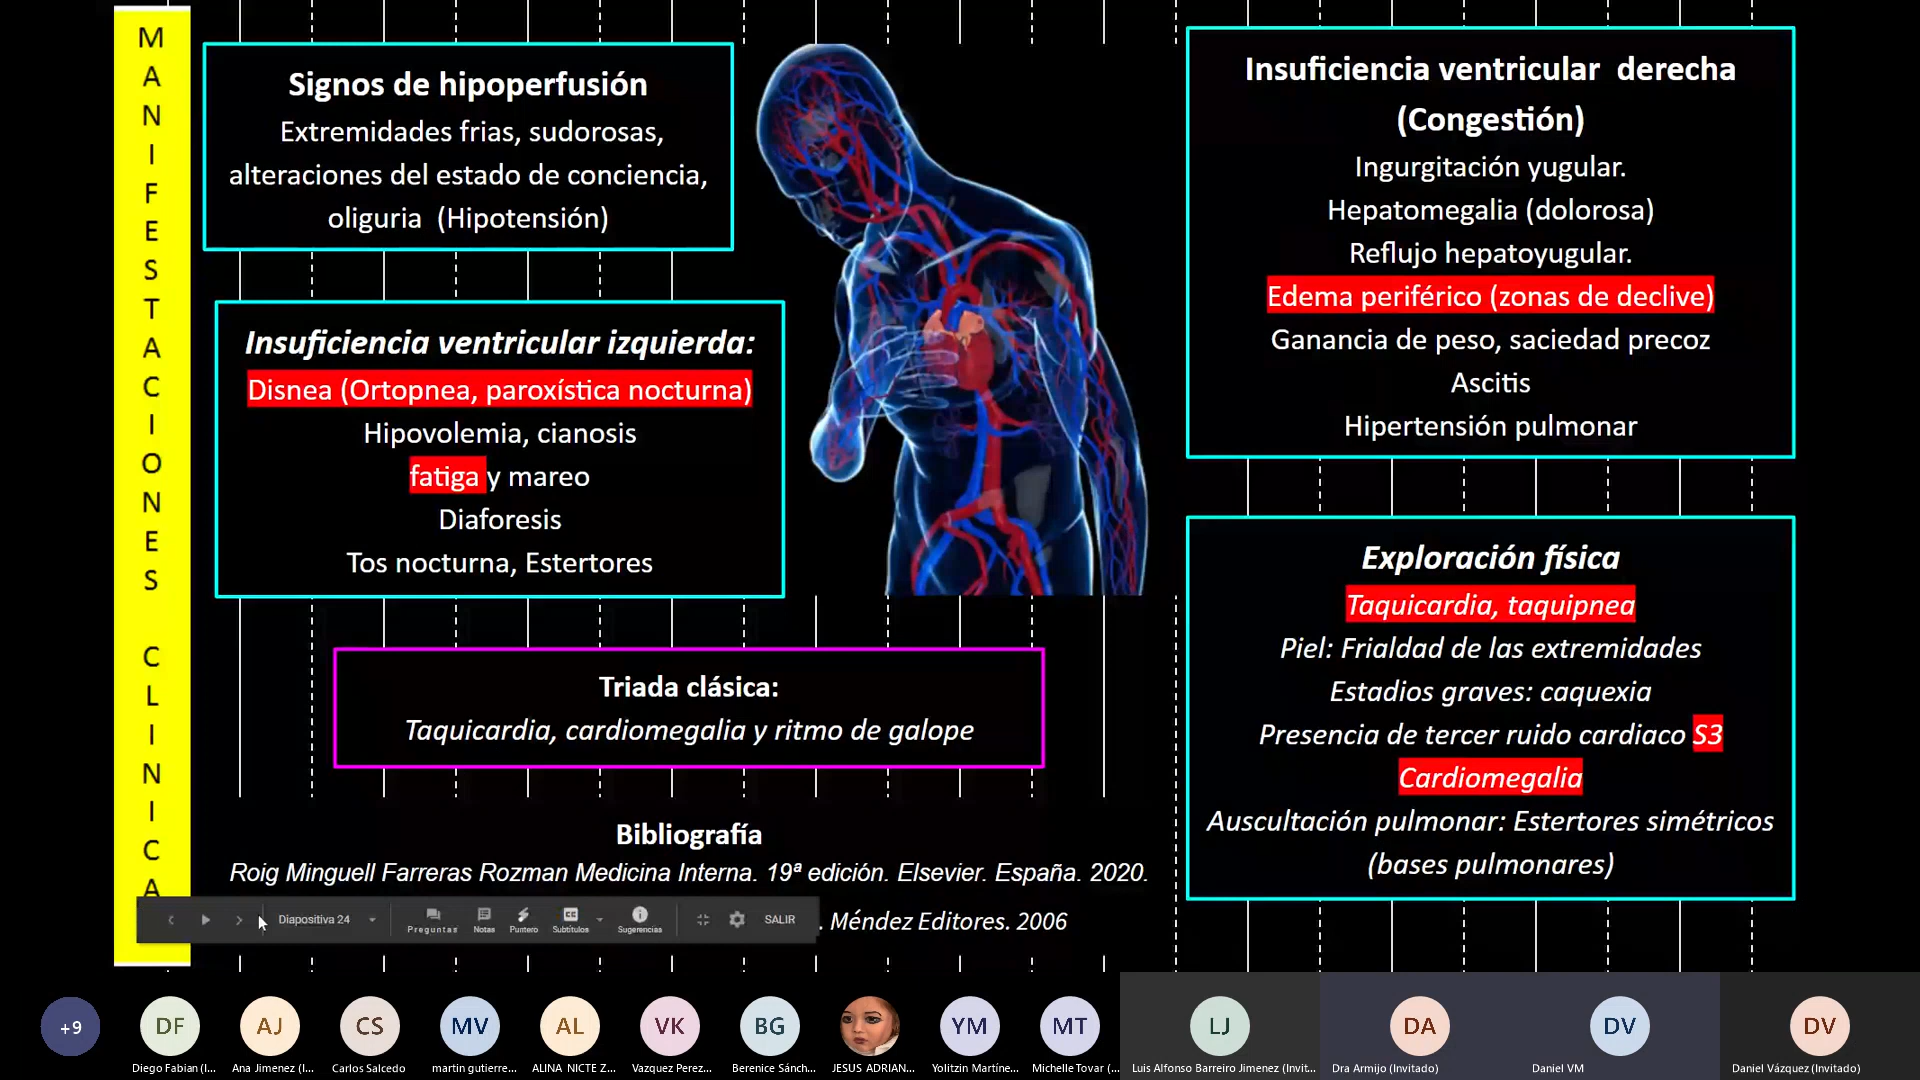 MANIFESTACIONES CLINICA
Signos de hipoperfusión
Extremidades frias, sudorosas,
alteraciones del estado de conciencia,
oliguria (Hipotensión)
Insuficiencia ventricular izquierda:
Disnea (Ortopnea, paroxística nocturna)
Hipovolemia, cianosis
fatiga y mareo
Diaforesis
Tos nocturna, Estertores
Triada clásica:
Taquicardia, cardiomegalia y ritmo de galope
Bibliografía
Roig Minguell Farreras Rozman Medicina Interna. 19ª edición. Elsevier. España. 2020.
. Méndez Editores. 2006
Insuficiencia ventricular derecha
(Congestión)
Ingurgitación yugular.
Hepatomegalia (dolorosa)
Reflujo hepatoyugular.
Edema periférico (zonas de declive)
Ganancia de peso, saciedad precoz
Ascitis
Hipertensión pulmonar
Exploración física
Taquicardia, taquipnea
Piel: Frialdad de las extremidades
Estadios graves: caquexia
Presencia de tercer ruido cardiaco S3
Cardiomegalia
Auscultación pulmonar: Estertores simétricos
(bases pulmonares)
Diapositiva 24
Preguntas
Notas
Puntero
Subtítulos
Sugerencias
SALIR
+9
DF
AJ
CS
MV
AL
VK
BG
YM
MT
LJ
DA
DV
DV
Diego Fabian (I...
Ana Jimenez (I...
Carlos Salcedo
martin gutierre...
ALINA NICTE Z...
Vazquez Perez...
Berenice Sánch...
JESUS ADRIAN...
Yolitzin Martíne...
Michelle Tovar (...
Luis Alfonso Barreiro Jimenez (Invit...
Dra Armijo (Invitado)
Daniel VM
Daniel Vázquez (Invitado)